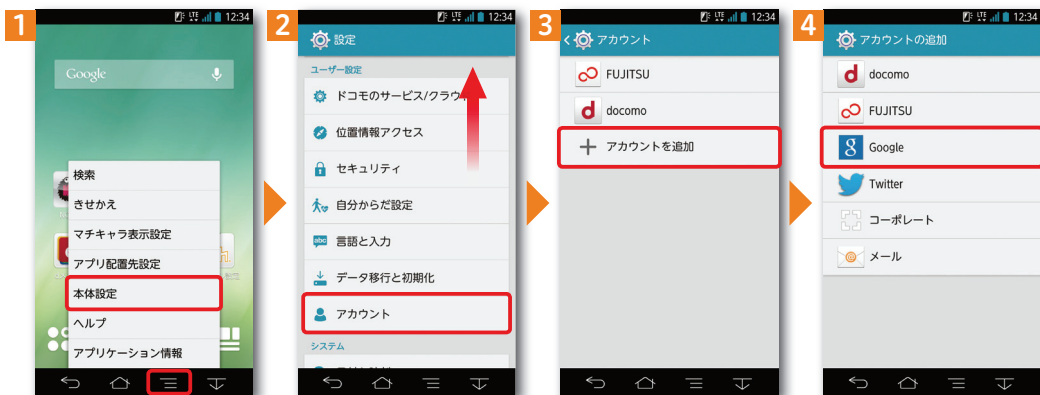 1
12:34
Google
検索
きせかえ
マチキャラ表示設定
アプリ配置先設定
本体設定
ヘルプ
アプリケーション情報
2
LTE 12:34
設定
ユーザー設定
ドコモのサービス/クラウド
位置情報アクセス
セキュリティ
自分からだ設定
abc 言語と入力
データ移行と初期化
アカウント
システム
3
LTE 12:34
アカウント
FUJITSU
d docomo
アカウントを追加
4
LTE 12:34
アカウントの追加
d docomo
FUJITSU
8 Google
Twitter
コーポレート
メール